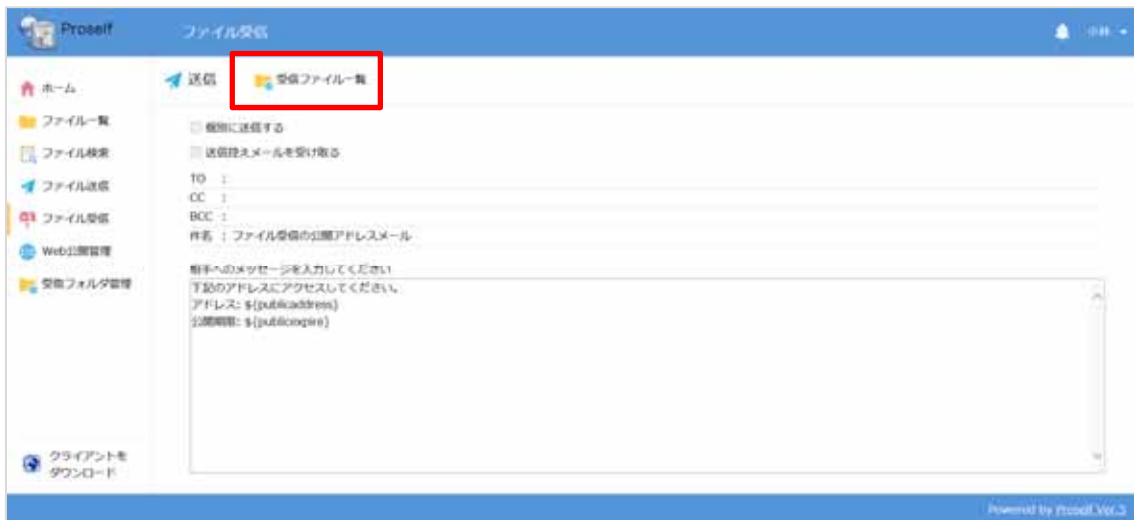 Proself
ファイル受信
小林
ホーム
ファイル一覧
ファイル検索
ファイル送信
ファイル受信
Web公開管理
受信フォルダ管理
クライアントを
ダウンロード
送信
受信ファイル一覧
個別に送信する
送信控えメールを受け取る
TO :
CC :
BCC :
件名 : ファイル受信の公開アドレスメール
相手へのメッセージを入力してください
下記のアドレスにアクセスしてください。
アドレス: ${publicaddress}
公開期限: ${publicexpire}
Powered by Proself Ver.5